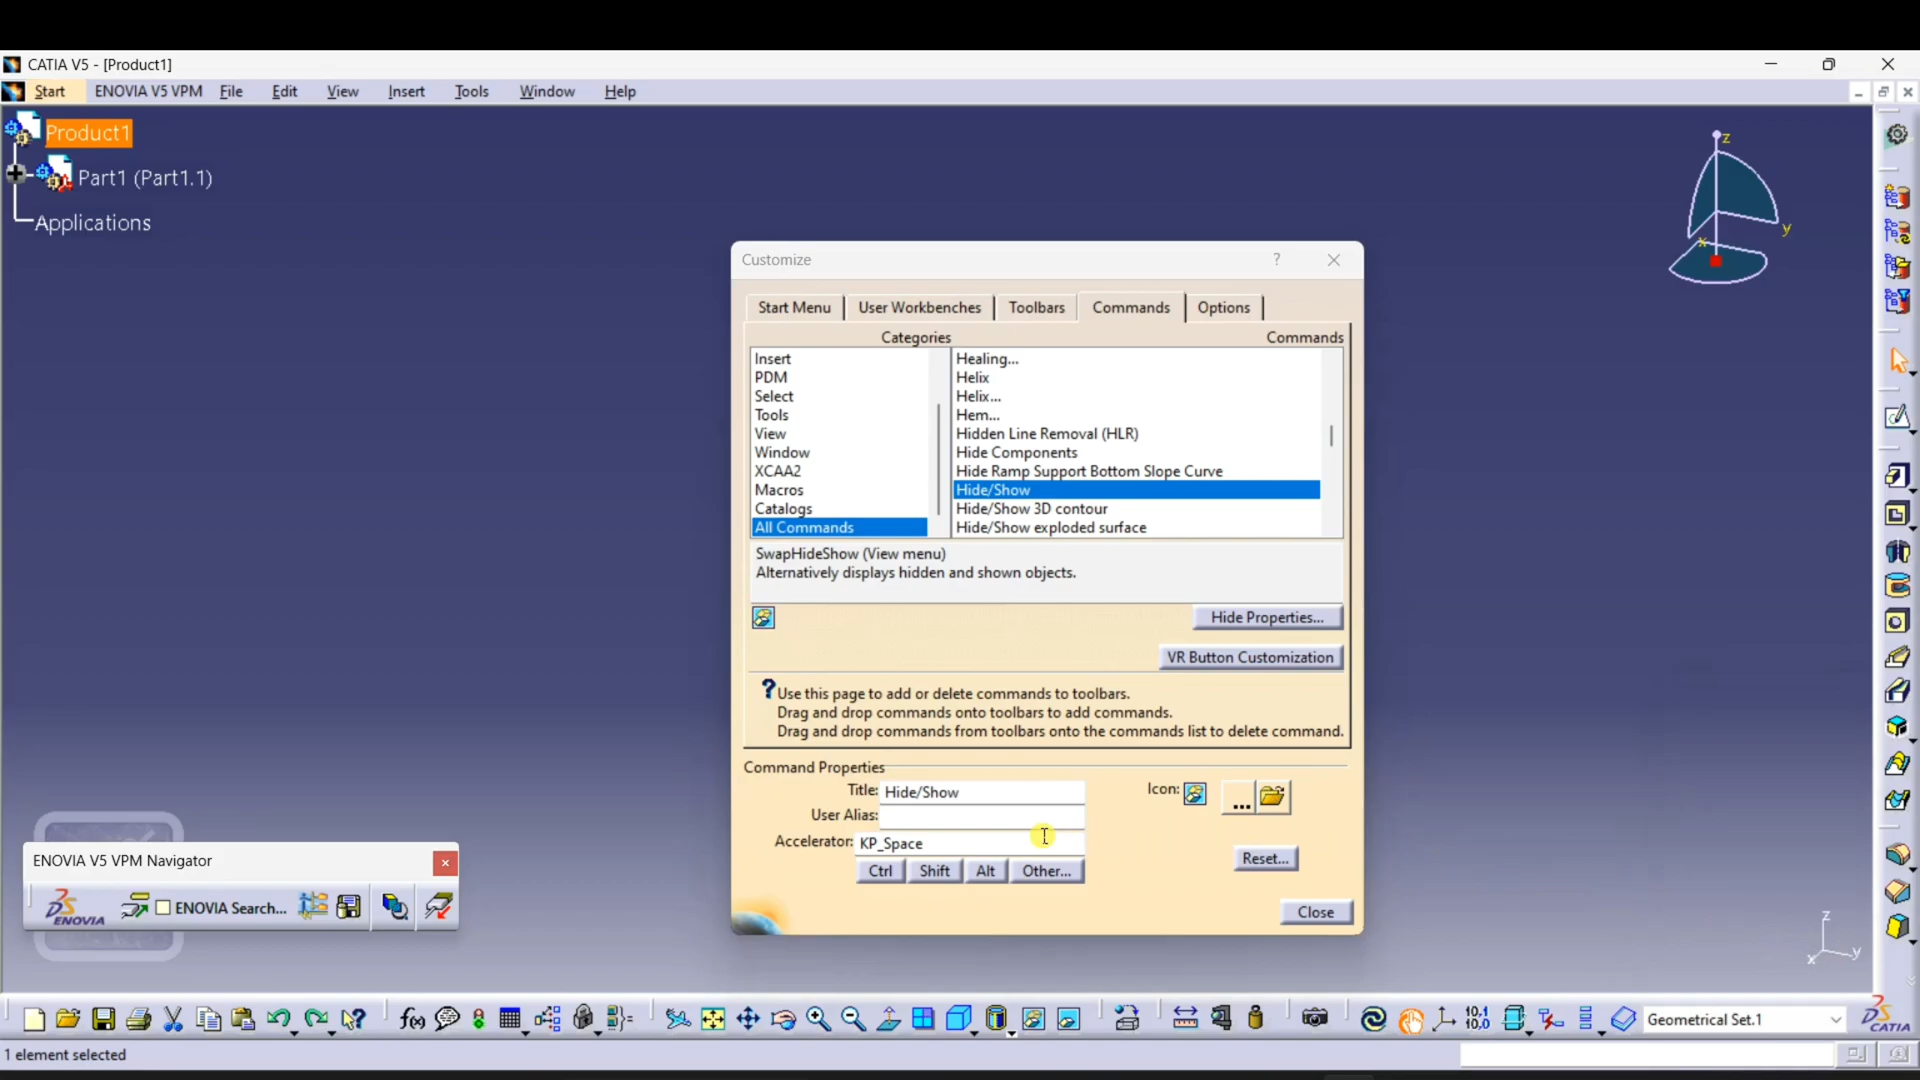 CATIA V5 - [Product1]
Start ENOVIA V5 VPM File Edit View Insert Tools Window Help
Product1
Part1 (Part1.1)
Applications
z
y
x
Customize ?
Start Menu User Workbenches Toolbars Commands Options
Categories Commands
Insert
PDM
Select
Tools
View
Window
XCAA2
Macros
Catalogs
All Commands
Healing...
Helix
Helix...
Hem...
Hidden Line Removal (HLR)
Hide Components
Hide Ramp Support Bottom Slope Curve
Hide/Show
Hide/Show 3D contour
Hide/Show exploded surface
SwapHideShow (View menu)
Alternatively displays hidden and shown objects.
Hide Properties...
VR Button Customization
? Use this page to add or delete commands to toolbars.
Drag and drop commands onto toolbars to add commands.
Drag and drop commands from toolbars onto the commands list to delete command.
Command Properties
Title: Hide/Show
Icon: ...
User Alias:
Accelerator: KP_Space
Ctrl Shift Alt Other...
Reset...
Close
ENOVIA V5 VPM Navigator
ENOVIA
ENOVIA Search...
z
x y
f(x)
10.1
10,0
Geometrical Set.1
CATIA
1 element selected